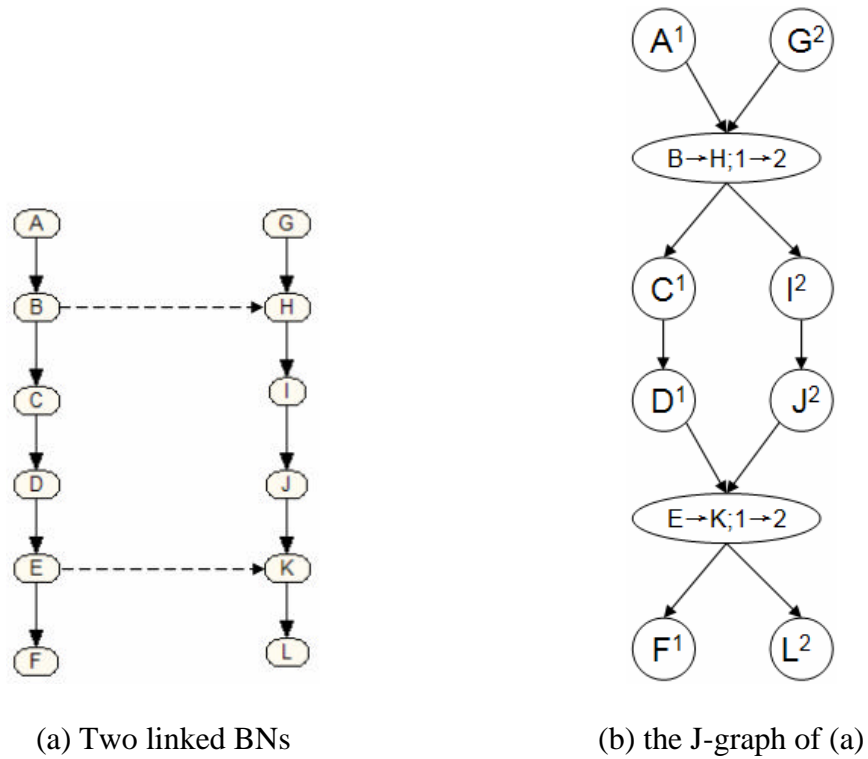 A
B
C
D
E
F
G
H
I
J
K
L
(a) Two linked BNs
A¹ G²
B→H;1→2
C¹ I²
D¹ J²
E→K;1→2
F¹ L²
(b) the J-graph of (a)